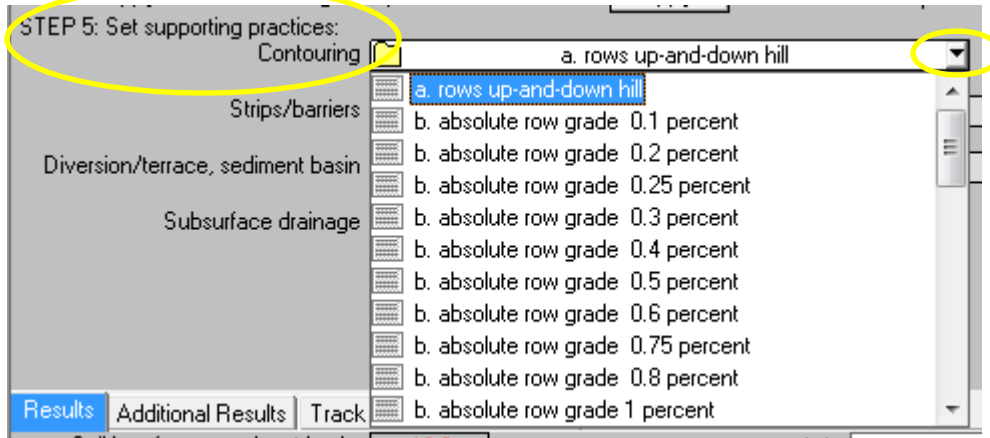 STEP 5: Set supporting practices:
Contouring a. rows up-and-down hill
a. rows up-and-down hill
Strips/barriers
b. absolute row grade 0.1 percent
b. absolute row grade 0.2 percent
Diversion/terrace, sediment basin
b. absolute row grade 0.25 percent
Subsurface drainage
b. absolute row grade 0.3 percent
b. absolute row grade 0.4 percent
b. absolute row grade 0.5 percent
b. absolute row grade 0.6 percent
b. absolute row grade 0.75 percent
b. absolute row grade 0.8 percent
Results Additional Results Track b. absolute row grade 1 percent